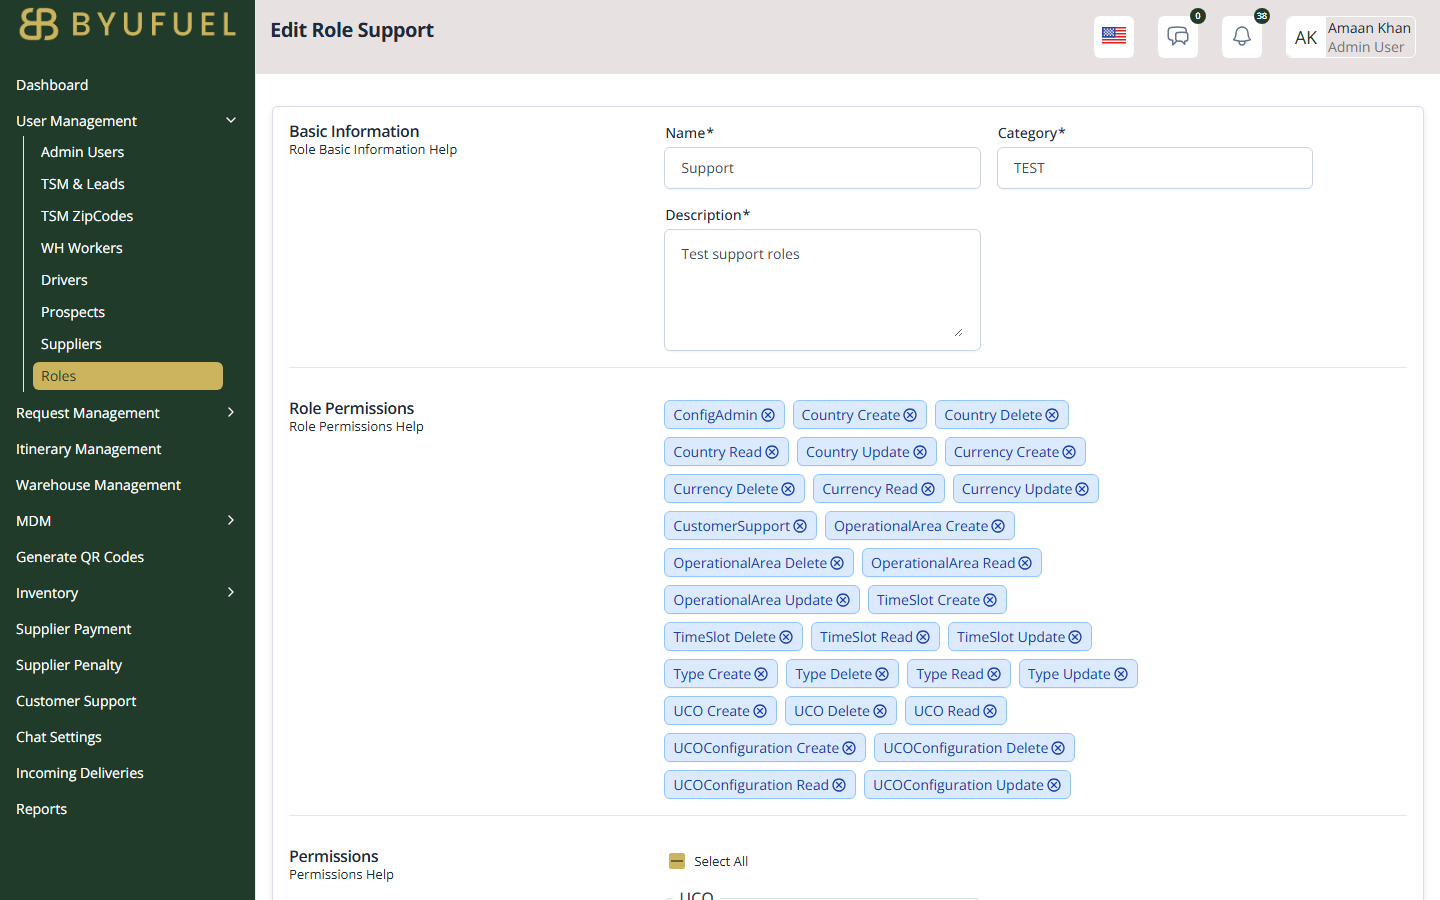 BYUFUEL
Edit Role Support
0
38
AK
Amaan Khan
Admin User
Dashboard
User Management
Admin Users
TSM & Leads
TSM ZipCodes
WH Workers
Drivers
Prospects
Suppliers
Roles
Request Management
Itinerary Management
Warehouse Management
MDM
Generate QR Codes
Inventory
Supplier Payment
Supplier Penalty
Customer Support
Chat Settings
Incoming Deliveries
Reports
Basic Information
Role Basic Information Help
Name*
Category*
Support
TEST
Description*
Test support roles
Role Permissions
Role Permissions Help
ConfigAdmin Country Create Country Delete
Country Read Country Update Currency Create
Currency Delete Currency Read Currency Update
CustomerSupport OperationalArea Create
OperationalArea Delete OperationalArea Read
OperationalArea Update TimeSlot Create
TimeSlot Delete TimeSlot Read TimeSlot Update
Type Create Type Delete Type Read Type Update
UCO Create UCO Delete UCO Read
UCOConfiguration Create UCOConfiguration Delete
UCOConfiguration Read UCOConfiguration Update
Permissions
Permissions Help
Select All
UCO